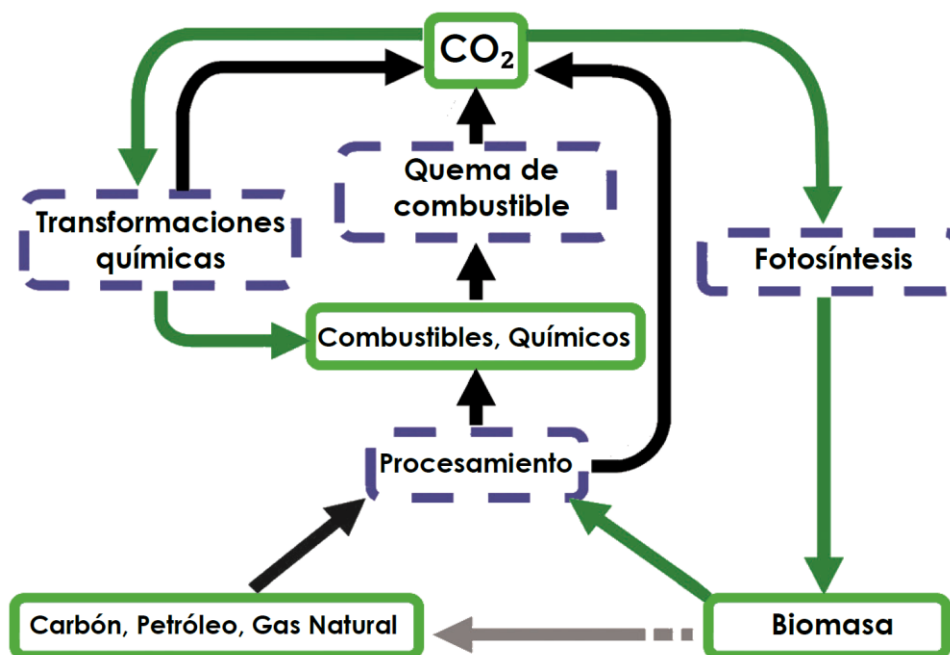 CO₂
Quema de
combustible
Transformaciones
químicas
Fotosíntesis
Combustibles, Químicos
Procesamiento
Carbón, Petróleo, Gas Natural
Biomasa